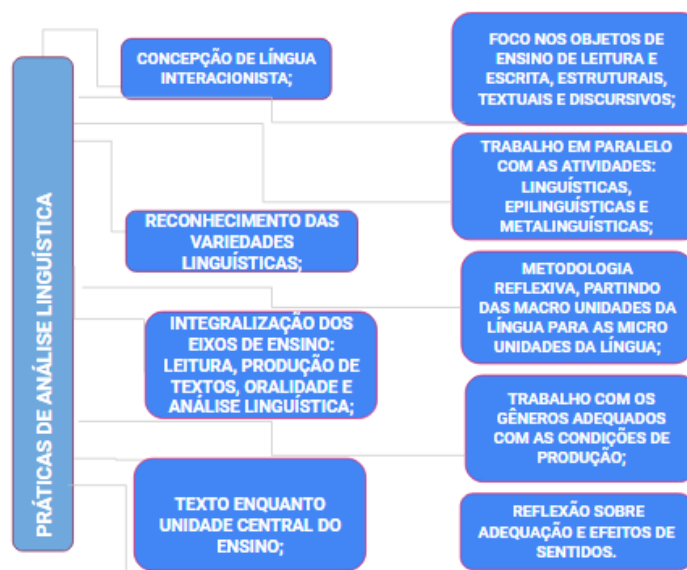 PRÁTICAS DE ANÁLISE LINGUÍSTICA
CONCEPÇÃO DE LÍNGUA
INTERACIONISTA;
RECONHECIMENTO DAS
VARIEDADES
LINGUÍSTICAS;
INTEGRALIZAÇÃO DOS
EIXOS DE ENSINO:
LEITURA, PRODUÇÃO DE
TEXTOS, ORALIDADE E
ANÁLISE LINGUÍSTICA;
TEXTO ENQUANTO
UNIDADE CENTRAL DO
ENSINO;
FOCO NOS OBJETOS DE
ENSINO DE LEITURA E
ESCRITA, ESTRUTURAIS,
TEXTUAIS E DISCURSIVOS;
TRABALHO EM PARALELO
COM AS ATIVIDADES:
LINGUÍSTICAS,
EPILINGUÍSTICAS E
METALINGUÍSTICAS;
METODOLOGIA
REFLEXIVA, PARTINDO
DAS MACRO UNIDADES DA
LÍNGUA PARA AS MICRO
UNIDADES DA LÍNGUA;
TRABALHO COM OS
GÊNEROS ADEQUADOS
COM AS CONDIÇÕES DE
PRODUÇÃO;
REFLEXÃO SOBRE
ADEQUAÇÃO E EFEITOS DE
SENTIDOS.